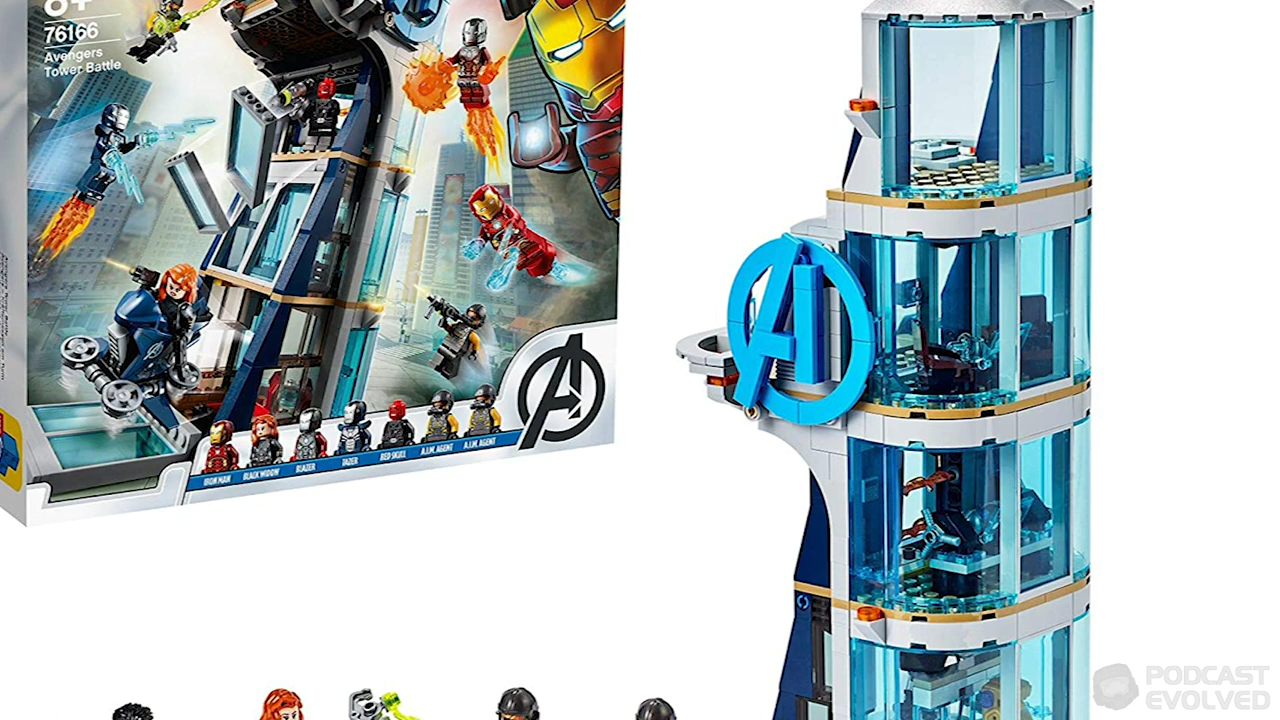 8+
76166
Avengers
Tower Battle
IRON MAN
BLACK WIDOW
BLAZER
TAZER
RED SKULL
A.I.M. AGENT
A.I.M. AGENT
PODCAST
EVOLVED